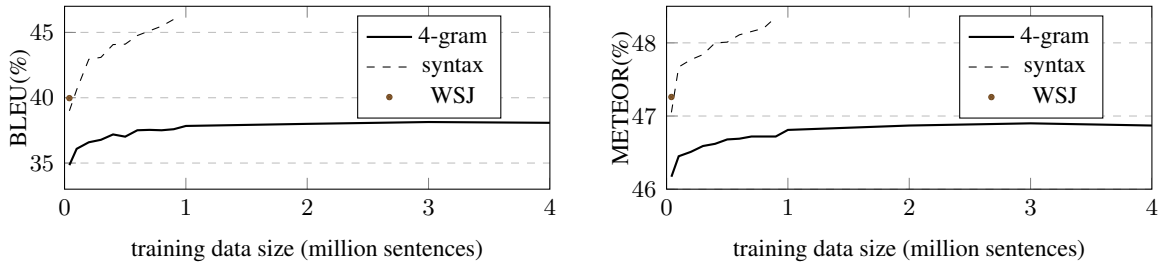 BLEU(%)
45
40
35
0
1
2
3
4
training data size (million sentences)
4-gram
syntax
WSJ
METEOR(%)
48
47
46
0
1
2
3
4
training data size (million sentences)
4-gram
syntax
WSJ